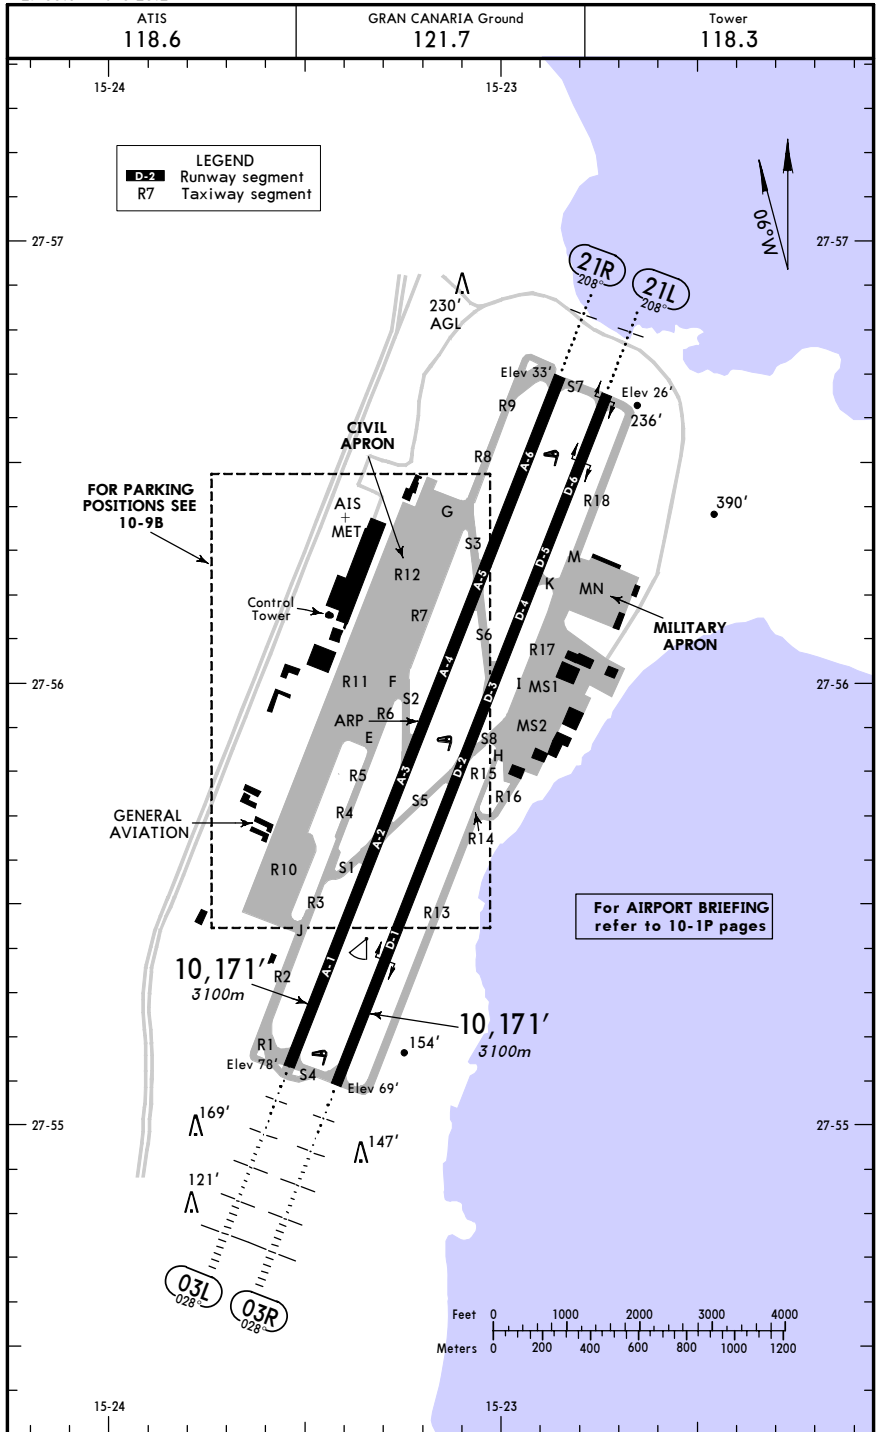 ATIS
118.6
GRAN CANARIA Ground
121.7
Tower
118.3
15-24
15-23
LEGEND
D-2 Runway segment
R7 Taxiway segment
06°W
27-57
27-57
21R
208°
21L
208°
230'
AGL
Elev 33'
S7
Elev 26'
236'
R9
CIVIL
APRON
A-6
R8
D-6
FOR PARKING
POSITIONS SEE
10-9B
R18
390'
AIS
+
MET
G
S3
D-5
M
R12
A-5
K
MN
Control
Tower
R7
D-4
S6
MILITARY
APRON
A-4
R17
27-56
27-56
R11
F
S2
D-3
I
MS1
R6
ARP
MS2
E
S8
H
D-2
R15
A-3
R5
R16
S5
GENERAL
AVIATION
R4
A-2
R14
S1
R10
R3
R13
For AIRPORT BRIEFING
refer to 10-1P pages
J
D-1
A-1
R2
10,171'
3100m
10,171'
3100m
R1
154'
Elev 78'
S4
Elev 69'
27-55
27-55
169'
147'
121'
03L
028°
03R
028°
Feet 0 1000 2000 3000 4000
Meters 0 200 400 600 800 1000 1200
15-24
15-23